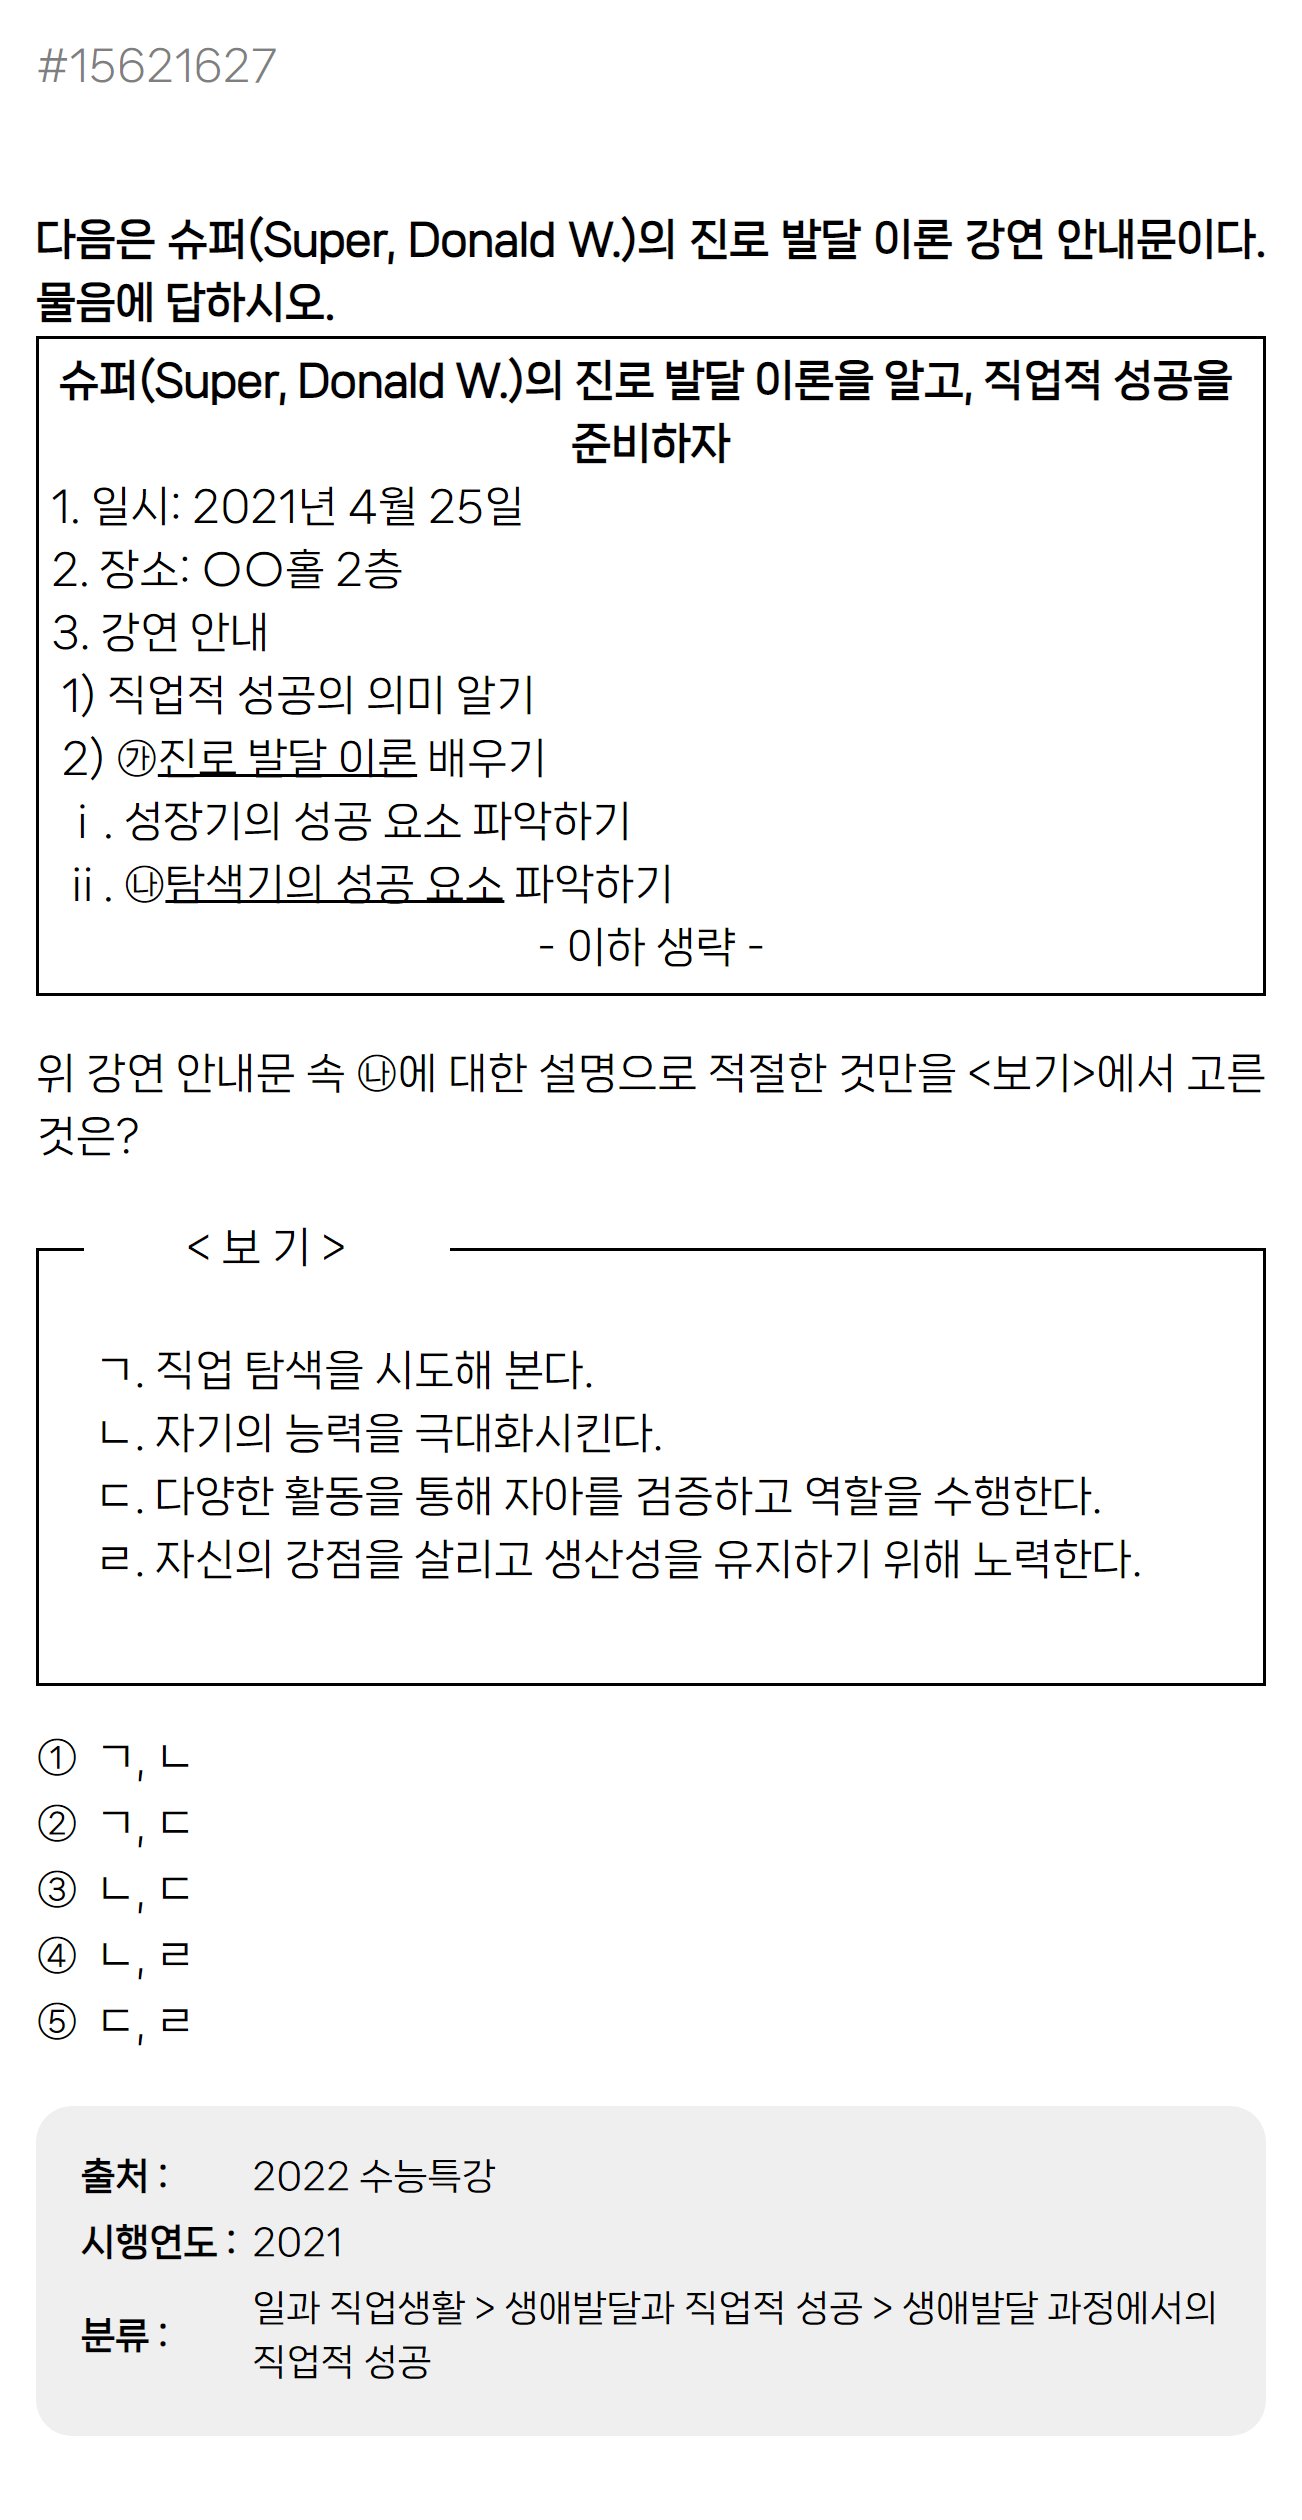 #15621627
다음은 슈퍼(Super, Donald W.)의 진로 발달 이론 강연 안내문이다.
물음에 답하시오.
슈퍼(Super, Donald W.)의 진로 발달 이론을 알고, 직업적 성공을
준비하자
1. 일시: 2021년 4월 25일
2. 장소: ○○홀 2층
3. 강연 안내
1) 직업적 성공의 의미 알기
2) ㉮진로 발달 이론 배우기
ⅰ. 성장기의 성공 요소 파악하기
ⅱ. ㉯탐색기의 성공 요소 파악하기
- 이하 생략 -
위 강연 안내문 속 ㉯에 대한 설명으로 적절한 것만을 <보기>에서 고른
것은?
< 보 기 >
ㄱ. 직업 탐색을 시도해 본다.
ㄴ. 자기의 능력을 극대화시킨다.
ㄷ. 다양한 활동을 통해 자아를 검증하고 역할을 수행한다.
ㄹ. 자신의 강점을 살리고 생산성을 유지하기 위해 노력한다.
① ㄱ, ㄴ
② ㄱ, ㄷ
③ ㄴ, ㄷ
④ ㄴ, ㄹ
⑤ ㄷ, ㄹ
출처 : 2022 수능특강
시행연도 : 2021
분류 : 일과 직업생활 > 생애발달과 직업적 성공 > 생애발달 과정에서의
직업적 성공